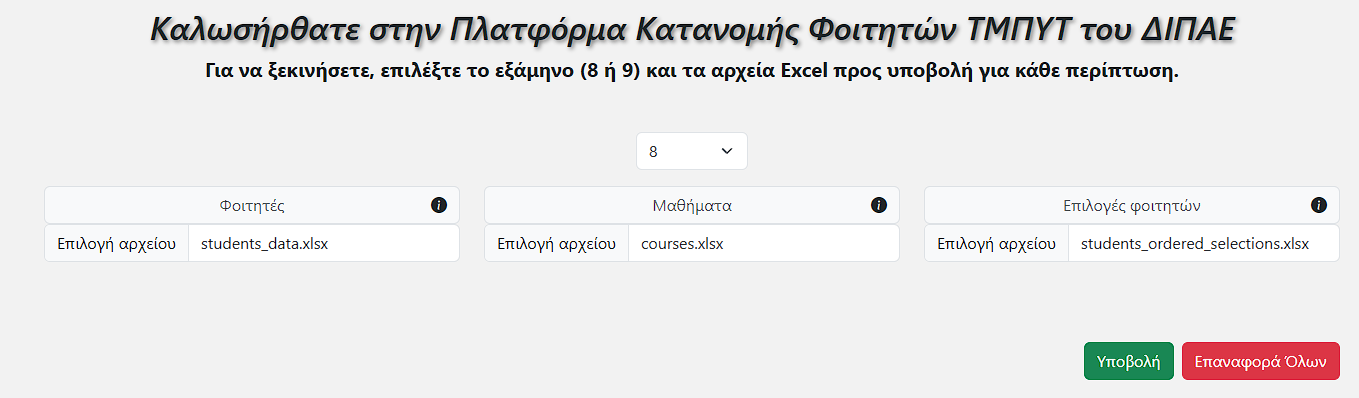 Καλωσήρθατε στην Πλατφόρμα Κατανομής Φοιτητών ΤΜΠΥΤ του ΔΙΠΑΕ
Για να ξεκινήσετε, επιλέξτε το εξάμηνο (8 ή 9) και τα αρχεία Excel προς υποβολή για κάθε περίπτωση.
8
Φοιτητές
Μαθήματα
Επιλογές φοιτητών
Επιλογή αρχείου students_data.xlsx
Επιλογή αρχείου courses.xlsx
Επιλογή αρχείου students_ordered_selections.xlsx
Υποβολή
Επαναφορά Όλων